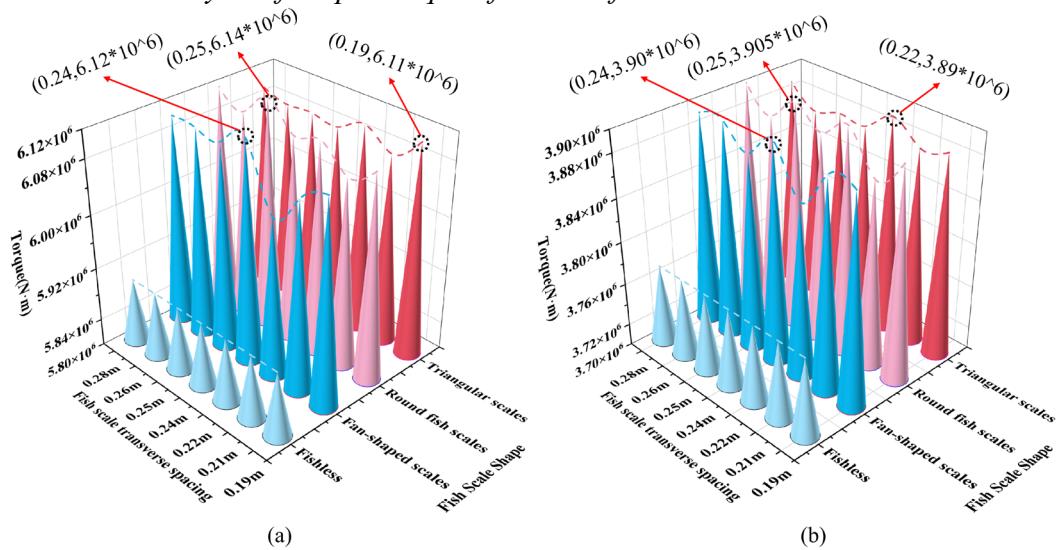 (0.24,6.12*10^6)
(0.25,6.14*10^6)
(0.19,6.11*10^6)
6.12×10⁶
6.08×10⁶
6.00×10⁶
5.92×10⁶
5.84×10⁶
5.80×10⁶
Torque(N·m)
0.28m
0.26m
0.25m
0.24m
0.22m
0.21m
0.19m
Fish scale transverse spacing
Fishless
Fan-shaped scales
Round fish scales
Triangular scales
Fish Scale Shape
(a)
(0.24,3.90*10^6)
(0.25,3.905*10^6)
(0.22,3.89*10^6)
3.90×10⁶
3.88×10⁶
3.84×10⁶
3.80×10⁶
3.76×10⁶
3.72×10⁶
3.70×10⁶
Torque(N·m)
0.28m
0.26m
0.25m
0.24m
0.22m
0.21m
0.19m
Fish scale transverse spacing
Fishless
Fan-shaped scales
Round fish scales
Triangular scales
Fish Scale Shape
(b)